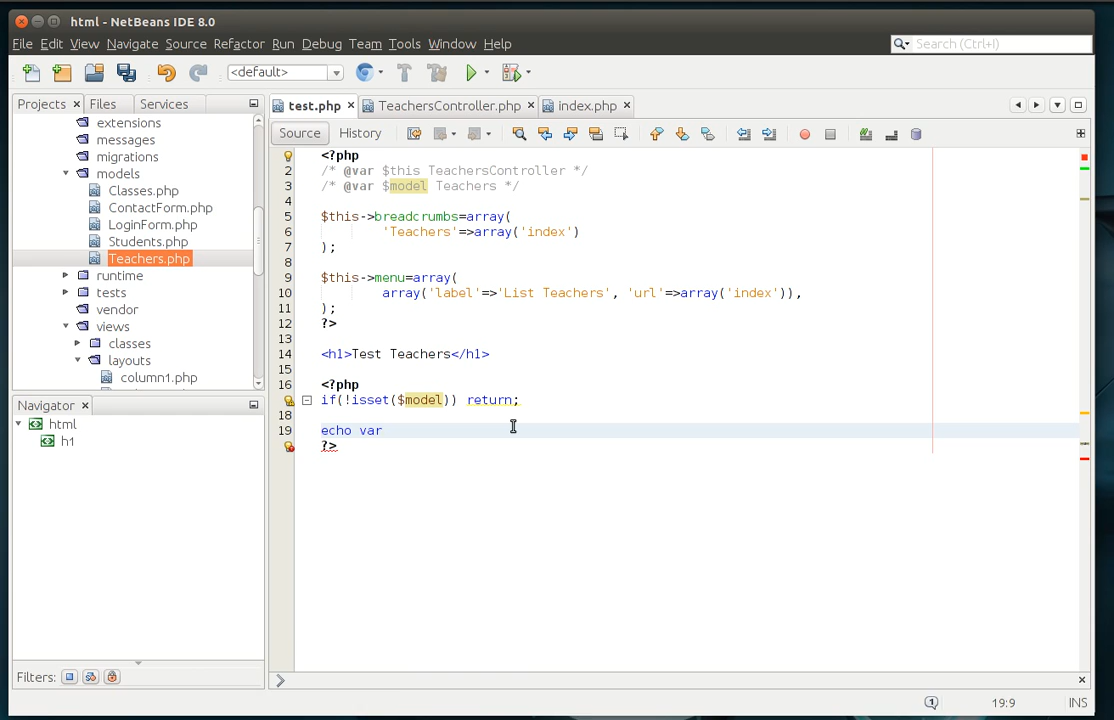 html - NetBeans IDE 8.0
File Edit View Navigate Source Refactor Run Debug Team Tools Window Help
Search (Ctrl+I)
<default>
Projects Files Services
extensions
messages
migrations
models
Classes.php
ContactForm.php
LoginForm.php
Students.php
Teachers.php
runtime
tests
vendor
views
classes
layouts
column1.php
Navigator
html
h1
Filters:
test.php TeachersController.php index.php
Source History
<?php
2 /* @var $this TeachersController */
3 /* @var $model Teachers */
4
5 $this->breadcrumbs=array(
6 'Teachers'=>array('index')
7 );
8
9 $this->menu=array(
10 array('label'=>'List Teachers', 'url'=>array('index')),
11 );
12 ?>
13
14 <h1>Test Teachers</h1>
15
16 <?php
if(!isset($model)) return;
18
19 echo var
?>
19:9 INS